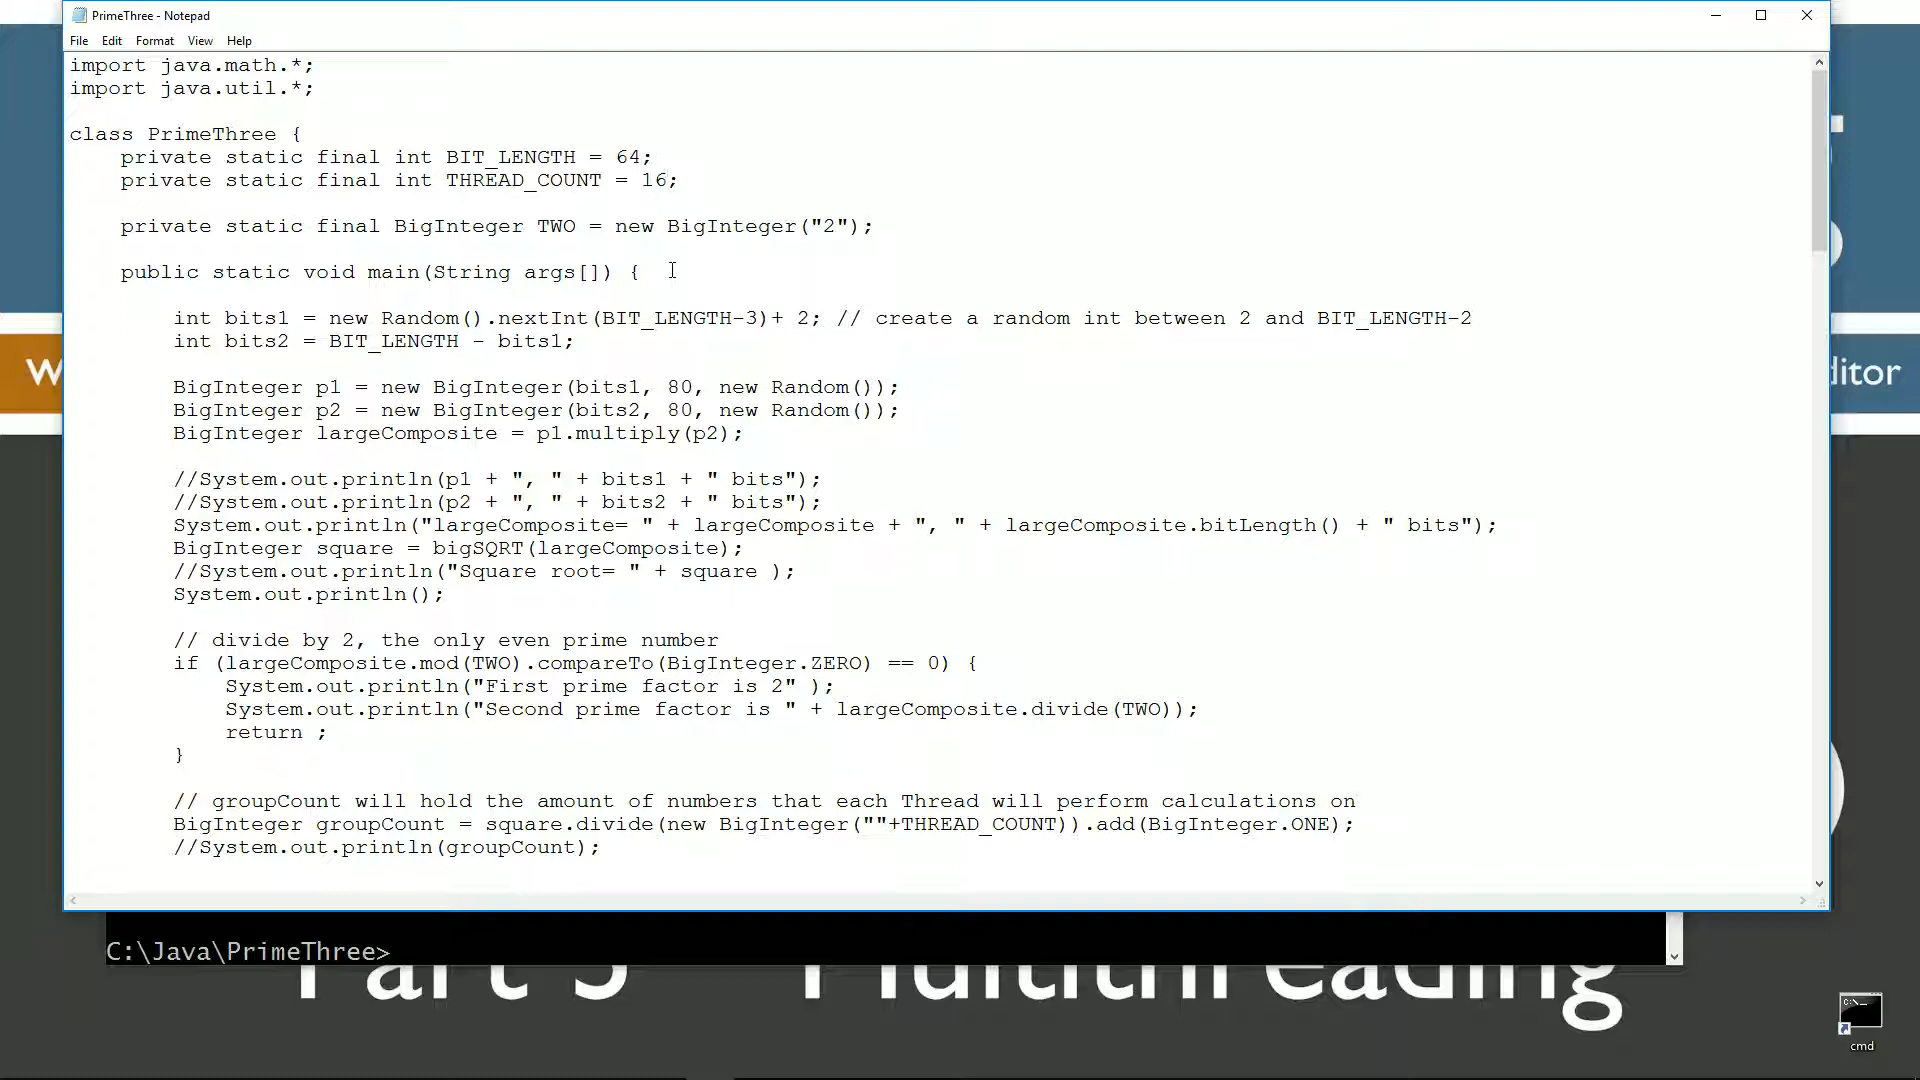 PrimeThree - Notepad
File Edit Format View Help
import java.math.*;
import java.util.*;
class PrimeThree {
private static final int BIT_LENGTH = 64;
private static final int THREAD_COUNT = 16;
private static final BigInteger TWO = new BigInteger("2");
public static void main(String args[]) {
int bits1 = new Random().nextInt(BIT_LENGTH-3)+ 2; // create a random int between 2 and BIT_LENGTH-2
int bits2 = BIT_LENGTH - bits1;
BigInteger p1 = new BigInteger(bits1, 80, new Random());
BigInteger p2 = new BigInteger(bits2, 80, new Random());
BigInteger largeComposite = p1.multiply(p2);
//System.out.println(p1 + ", " + bits1 + " bits");
//System.out.println(p2 + ", " + bits2 + " bits");
System.out.println("largeComposite= " + largeComposite + ", " + largeComposite.bitLength() + " bits");
BigInteger square = bigSQRT(largeComposite);
//System.out.println("Square root= " + square );
System.out.println();
// divide by 2, the only even prime number
if (largeComposite.mod(TWO).compareTo(BigInteger.ZERO) == 0) {
System.out.println("First prime factor is 2" );
System.out.println("Second prime factor is " + largeComposite.divide(TWO));
return ;
}
// groupCount will hold the amount of numbers that each Thread will perform calculations on
BigInteger groupCount = square.divide(new BigInteger(""+THREAD_COUNT)).add(BigInteger.ONE);
//System.out.println(groupCount);
C:\Java\PrimeThree>
Multithreading
cmd